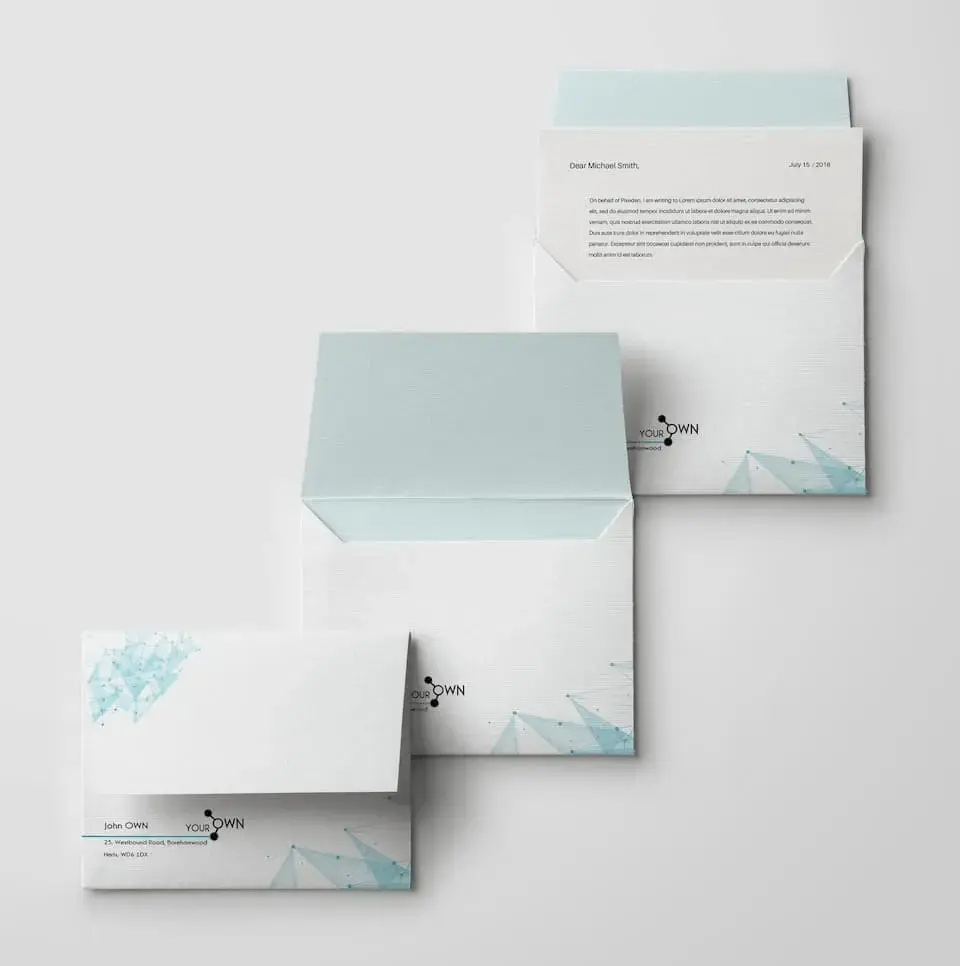 Dear Michael Smith,
July 15 / 2018
On behalf of Pixeden, I am writing to Lorem ipsum dolor sit amet, consectetur adipiscing
elit, sed do eiusmod tempor incididunt ut labore et dolore magna aliqua. Ut enim ad minim
veniam, quis nostrud exercitation ullamco laboris nisi ut aliquip ex ea commodo consequat.
Duis aute irure dolor in reprehenderit in voluptate velit esse cillum dolore eu fugiat nulla
pariatur. Excepteur sint occaecat cupidatat non proident, sunt in culpa qui officia deserunt
mollit anim id est laborum.
YOUR OWN
OUR OWN
John OWN
YOUR OWN
25, Westbound Road, Borehamwood
Herts, WD6 1DX